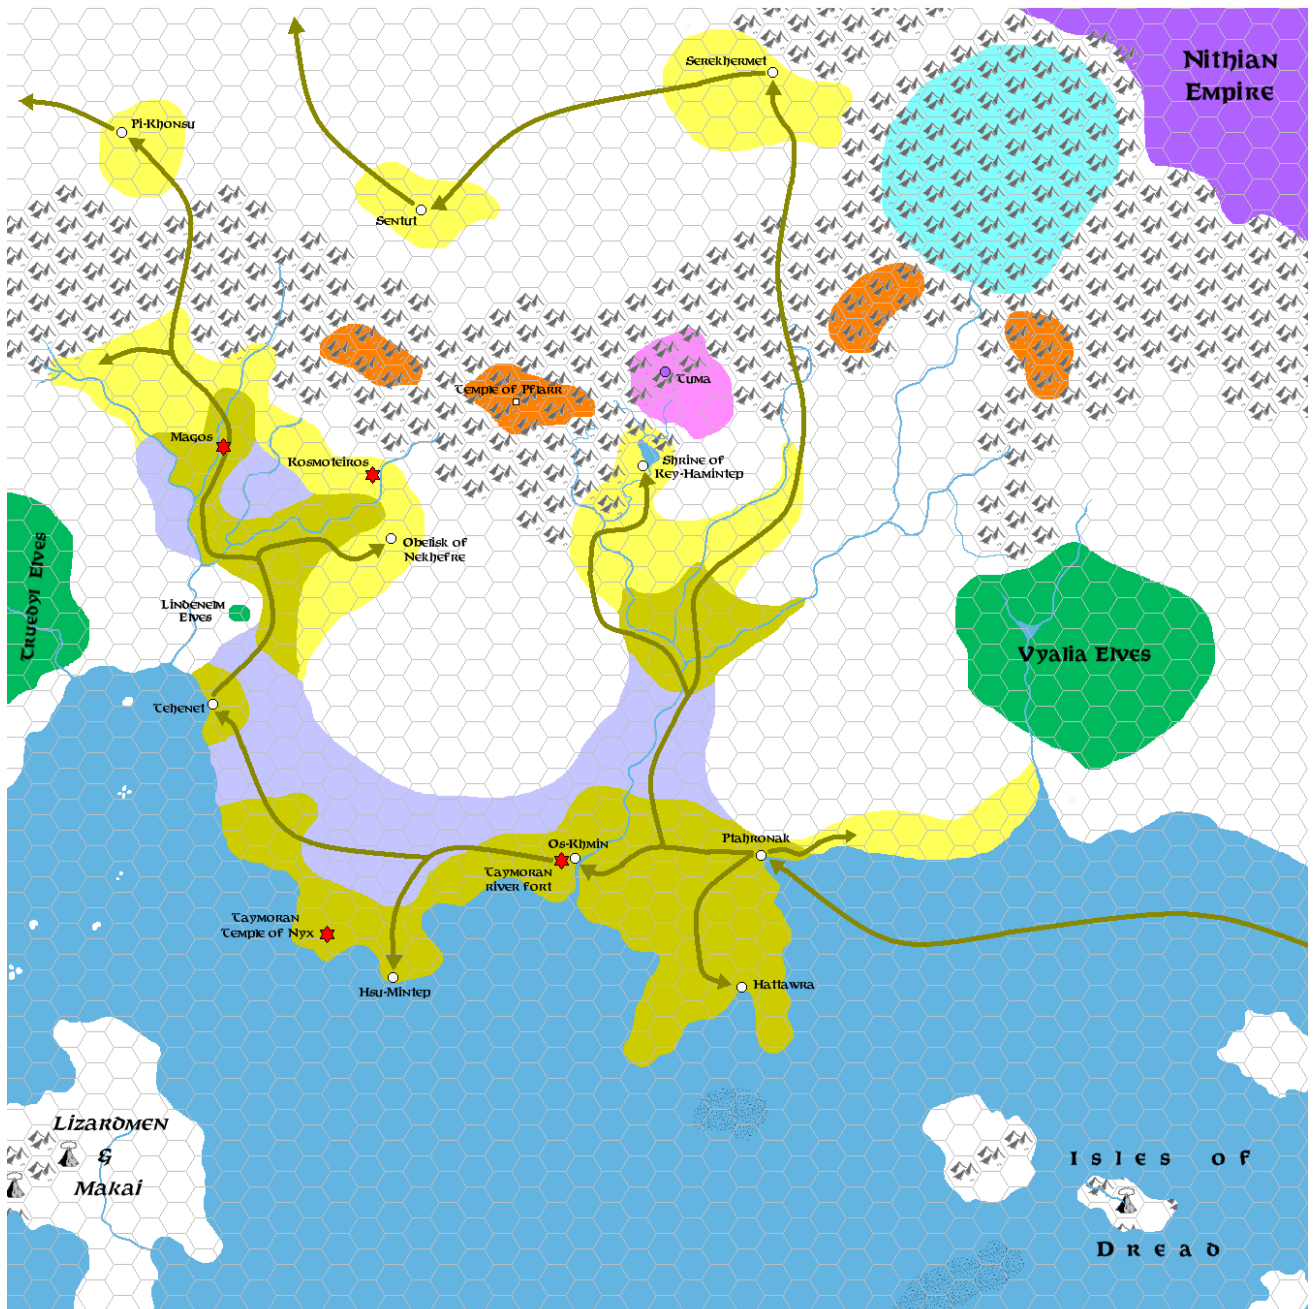 Nithian
Empire
Serekhermet
Pi-Khonsu
Sentut
Tuma
Temple of Pflarr
Magos
Kosmoteiros
Shrine of
Key-Hamintep
Obelisk of
Nekhefre
Truedyl Elves
Lindeneim
Elves
Vyalia Elves
Tehenet
Ptahronak
Os-Khmin
Taymoran
river fort
Taymoran
Temple of Nyx
Hsu-Mintep
Hattawra
Lizardmen
&
Makai
Isles of
Dread